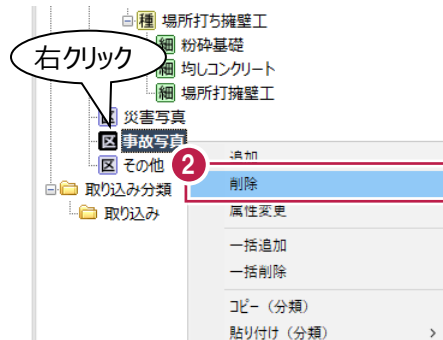 種 場所打ち擁壁工
細 粉砕基礎
細 均しコンクリート
細 場所打擁壁工
右クリック
区 災害写真
区 事故写真
区 その他
2
取り込み分類
取り込み
追加
削除
属性変更
一括追加
一括削除
コピー（分類）
貼り付け（分類） >